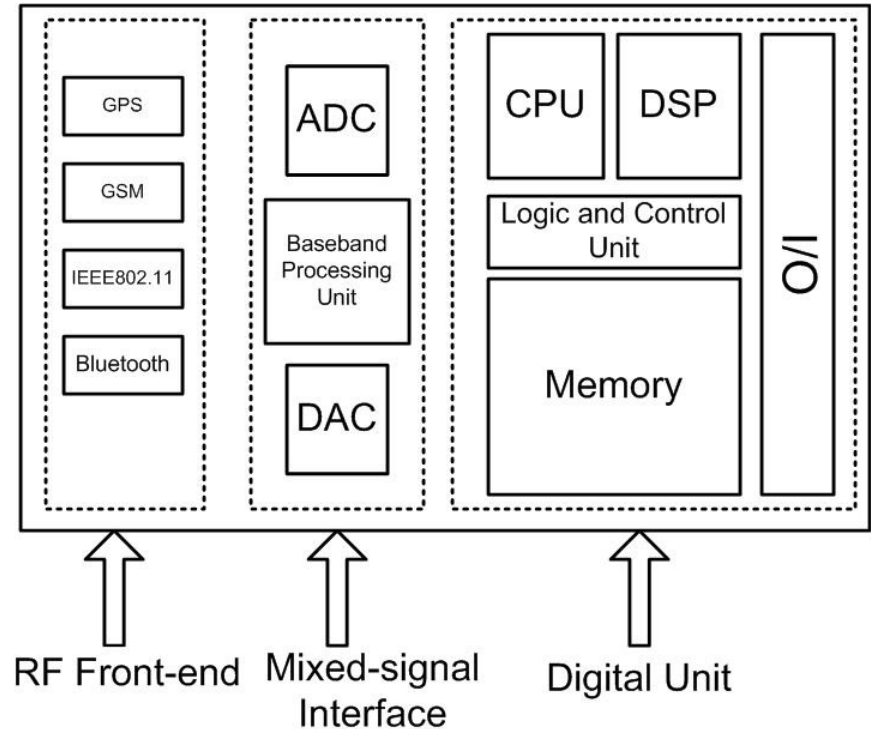 GPS
GSM
IEEE802.11
Bluetooth
ADC
Baseband
Processing
Unit
DAC
CPU
DSP
Logic and Control
Unit
Memory
I/O
RF Front-end
Mixed-signal
Interface
Digital Unit